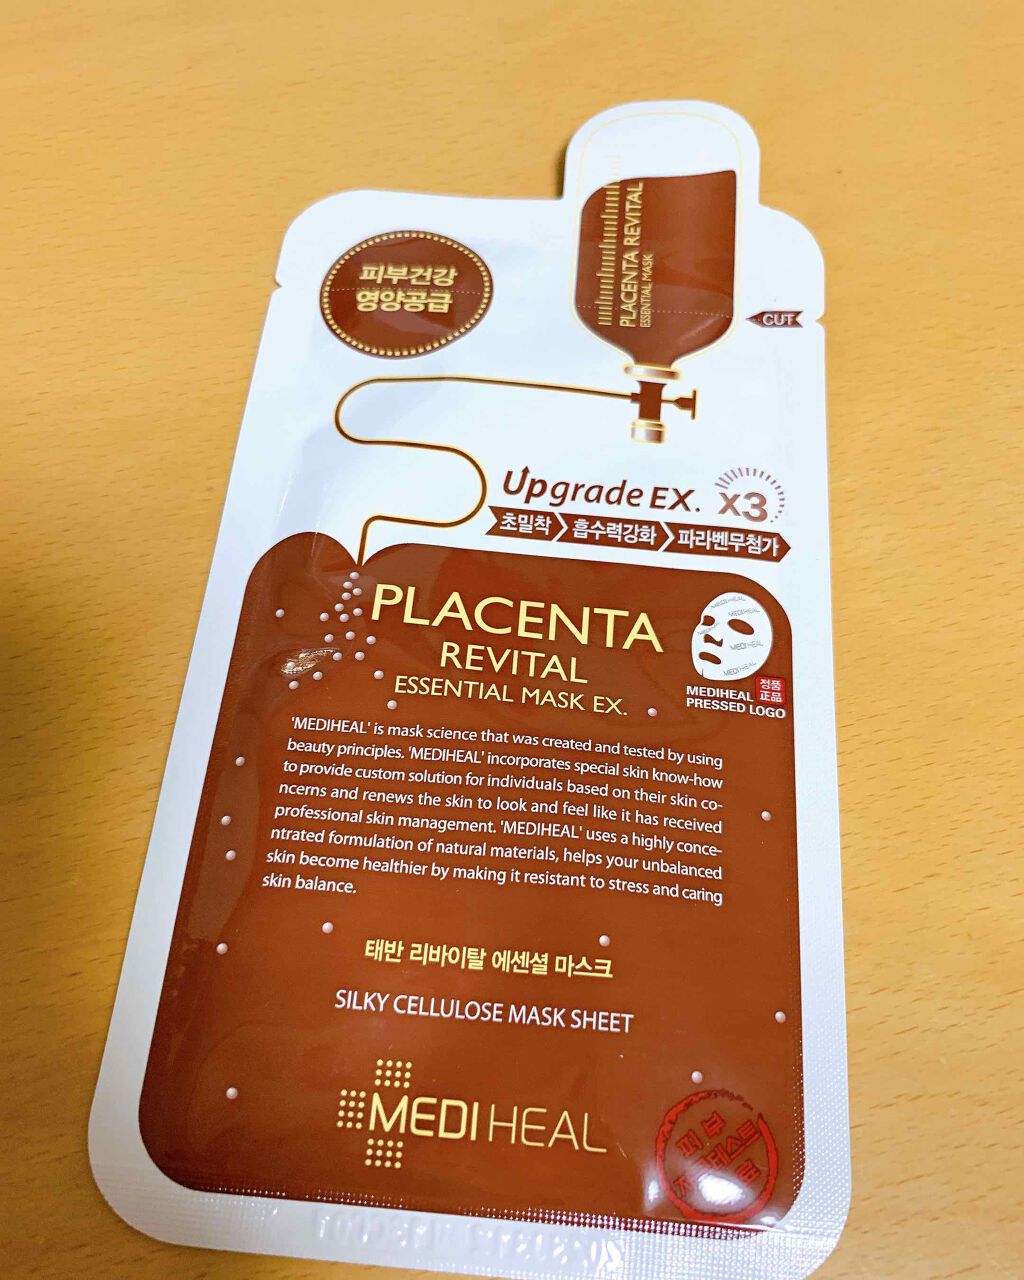 PLACENTA REVITAL
ESSENTIAL MASK
피부건강
영양공급
CUT
Upgrade EX. X3
초밀착 흡수력강화 파라벤무첨가
PLACENTA
REVITAL
ESSENTIAL MASK EX.
MEDIHEAL
MEDIHEAL
MEDIHEAL
MEDIHEAL
MEDIHEAL 정품
PRESSED LOGO 正品
'MEDIHEAL' is mask science that was created and tested by using
beauty principles. 'MEDIHEAL' incorporates special skin know-how
to provide custom solution for individuals based on their skin co-
ncerns and renews the skin to look and feel like it has received
professional skin management. 'MEDIHEAL' uses a highly conce-
ntrated formulation of natural materials, helps your unbalanced
skin become healthier by making it resistant to stress and caring
skin balance.
태반 리바이탈 에센셜 마스크
SILKY CELLULOSE MASK SHEET
MEDIHEAL
피부